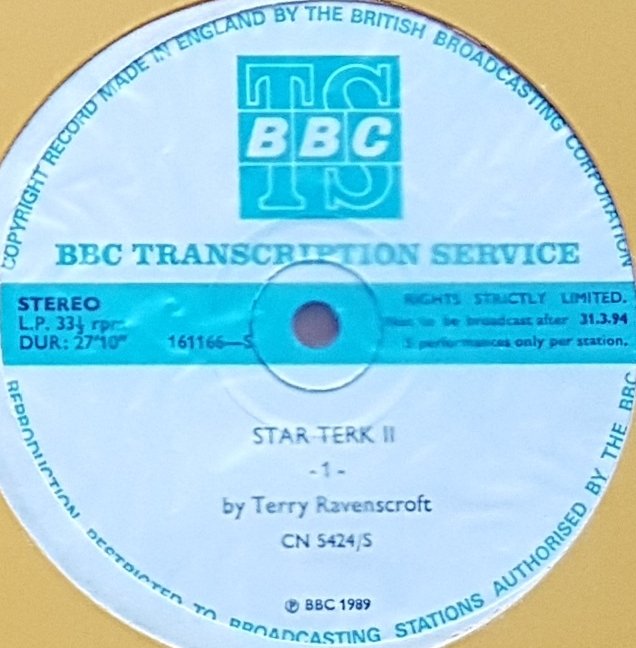 COPYRIGHT RECORD MADE IN ENGLAND BY THE BRITISH BROADCASTING CORPORATION
TS
BBC
BBC TRANSCRIPTION SERVICE
STEREO
L.P. 33⅓ rpm
DUR: 27'10" 161166—S
RIGHTS STRICTLY LIMITED.
Not to be broadcast after 31.3.94
5 performances only per station.
STAR TERK II
-1-
by Terry Ravenscroft
CN 5424/S
℗ BBC 1989
REPRODUCTION RESTRICTED TO BROADCASTING STATIONS AUTHORISED BY THE BBC